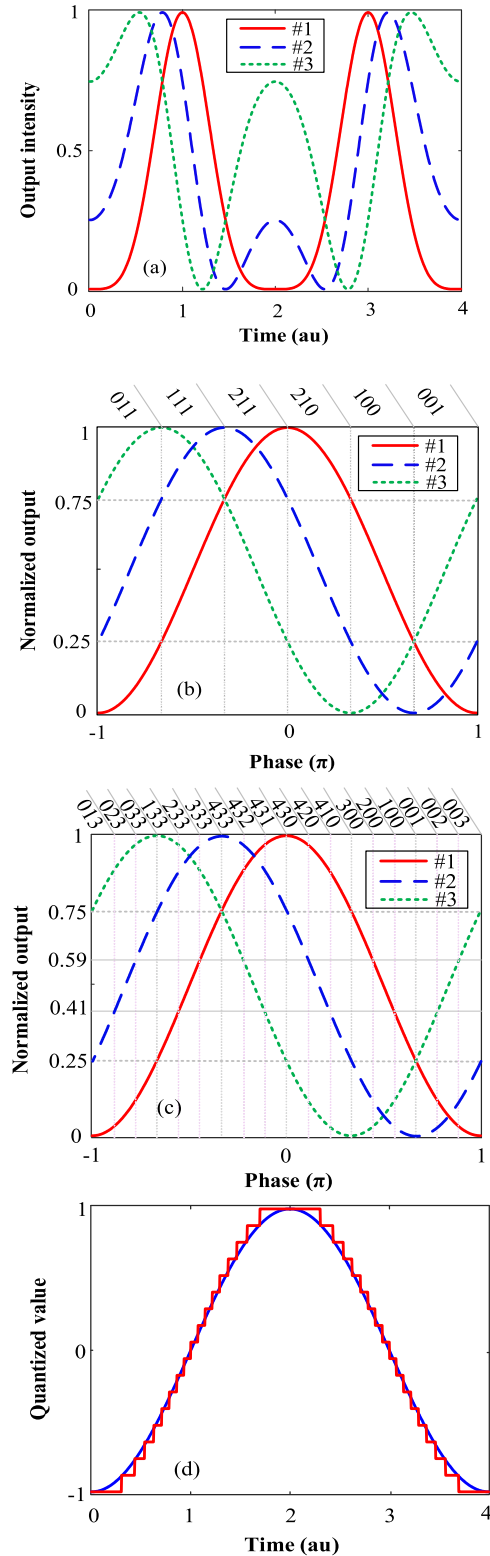 1
0.5
0
Output intensity
#1
#2
#3
(a)
0 1 2 3 4
Time (au)
011 111 211 210 100 001
1
0.75
0.25
0
Normalized output
#1
#2
#3
(b)
-1 0 1
Phase (π)
013 023 033 133 233 333 433 432 431 430 420 410 300 200 100 001 002 003
1
0.75
0.59
0.41
0.25
0
Normalized output
#1
#2
#3
(c)
-1 0 1
Phase (π)
1
0
-1
Quantized value
(d)
0 1 2 3 4
Time (au)